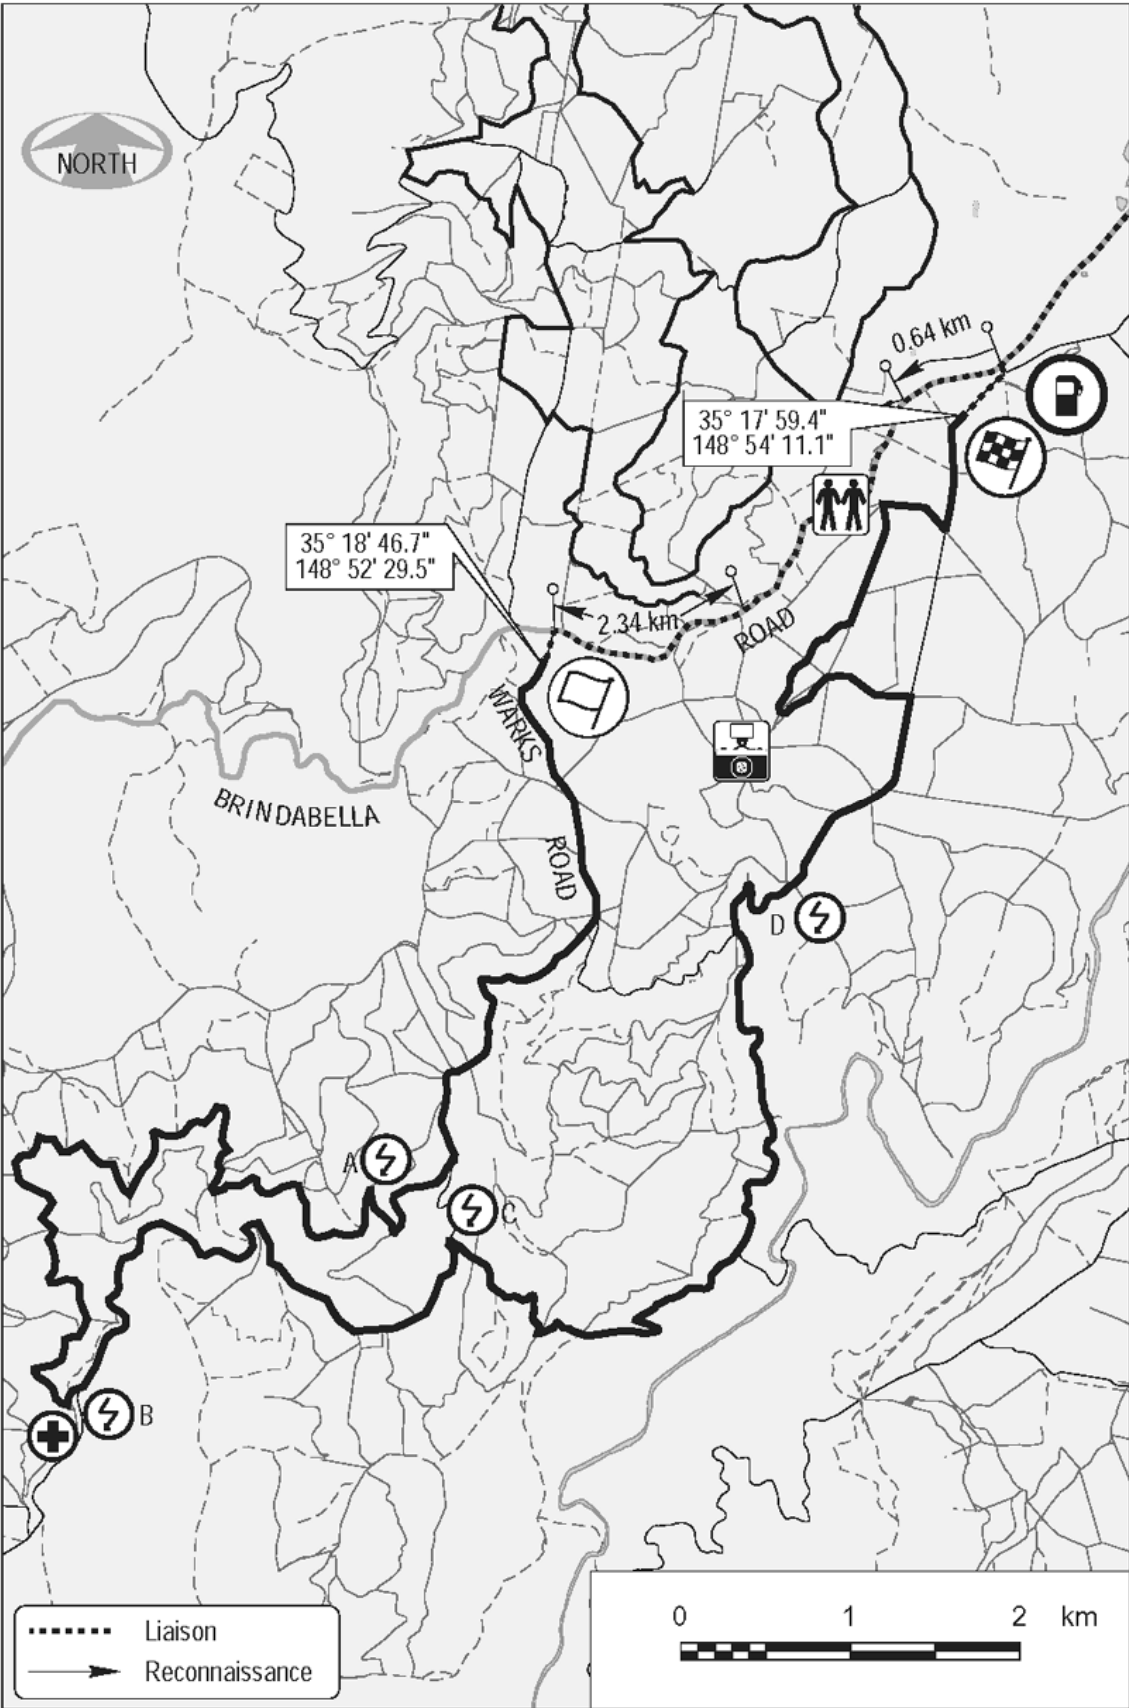 NORTH
0.64 km
35° 17' 59.4"
148° 54' 11.1"
35° 18' 46.7"
148° 52' 29.5"
2.34 km
ROAD
WARKS
BRINDABELLA
ROAD
D
A
C
B
Liaison
Reconnaissance
0 1 2 km